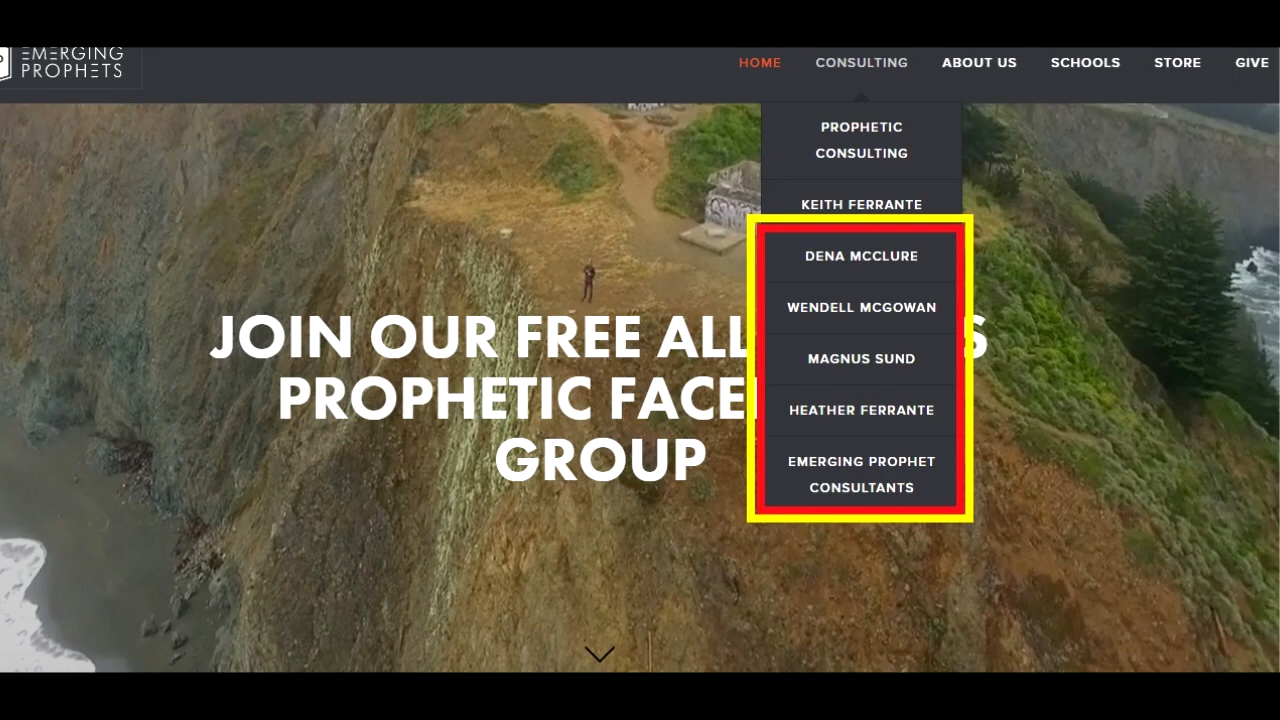 EMERGING
PROPHETS
HOME CONSULTING ABOUT US SCHOOLS STORE GIVE
PROPHETIC
CONSULTING
KEITH FERRANTE
DENA MCCLURE
WENDELL MCGOWAN
MAGNUS SUND
HEATHER FERRANTE
EMERGING PROPHET
CONSULTANTS
JOIN OUR FREE ALL
PROPHETIC
GROUP